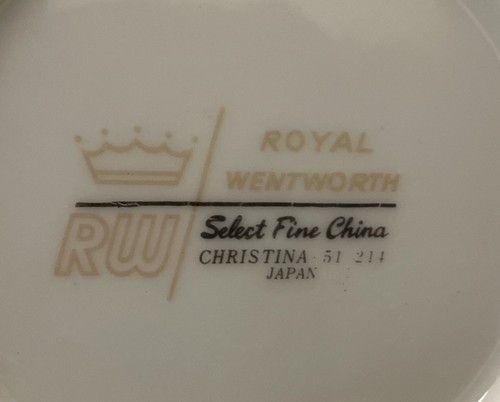 ROYAL
WENTWORTH
RW
Select Fine China
CHRISTINA 51 214
JAPAN